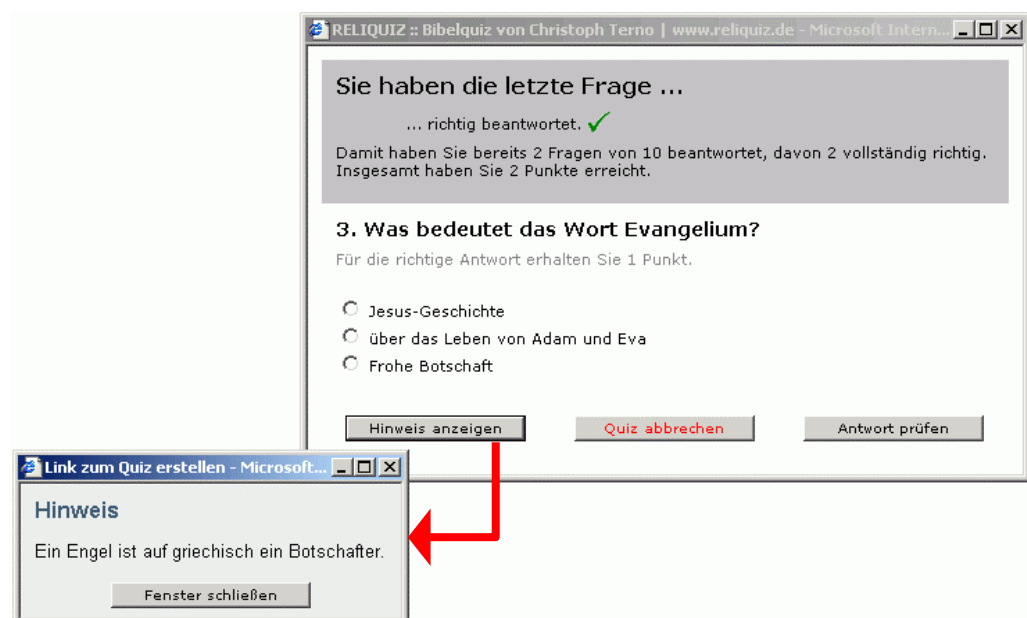 RELIQUIZ :: Bibelquiz von Christoph Terno | www.reliquiz.de - Microsoft Intern...
Sie haben die letzte Frage ...
... richtig beantwortet.
Damit haben Sie bereits 2 Fragen von 10 beantwortet, davon 2 vollständig richtig.
Insgesamt haben Sie 2 Punkte erreicht.
3. Was bedeutet das Wort Evangelium?
Für die richtige Antwort erhalten Sie 1 Punkt.
Jesus-Geschichte
über das Leben von Adam und Eva
Frohe Botschaft
Hinweis anzeigen Quiz abbrechen Antwort prüfen
Link zum Quiz erstellen - Microsoft...
Hinweis
Ein Engel ist auf griechisch ein Botschafter.
Fenster schließen